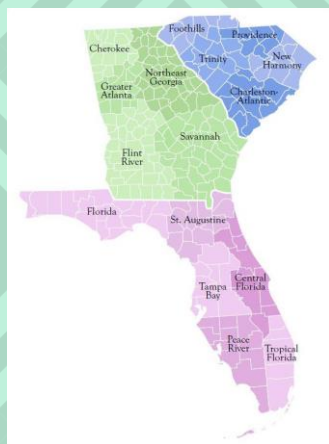 Foothills
Providence
Cherokee
New
Harmony
Trinity
Northeast
Georgia
Greater
Atlanta
Charleston-
Atlantic
Savannah
Flint
River
Florida
St. Augustine
Central
Florida
Tampa
Bay
Peace
River
Tropical
Florida